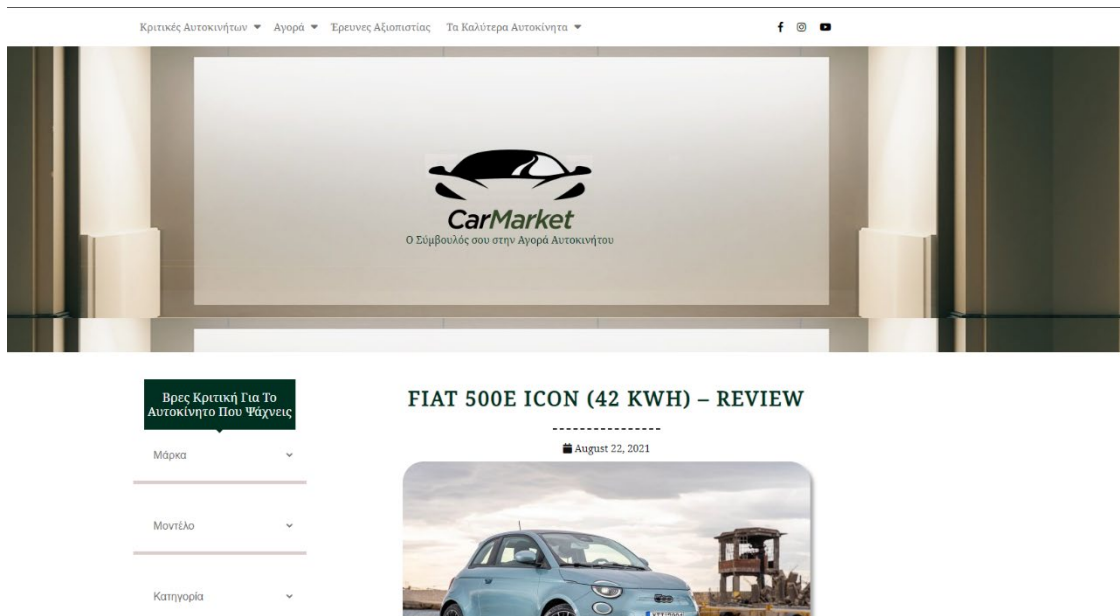 Κριτικές Αυτοκινήτων Αγορά Έρευνες Αξιοπιστίας Τα Καλύτερα Αυτοκίνητα
CarMarket
Ο Σύμβουλός σου στην Αγορά Αυτοκινήτου
Βρες Κριτική Για Το
Αυτοκίνητο Που Ψάχνεις
Μάρκα
Μοντέλο
Κατηγορία
FIAT 500E ICON (42 KWH) – REVIEW
August 22, 2021